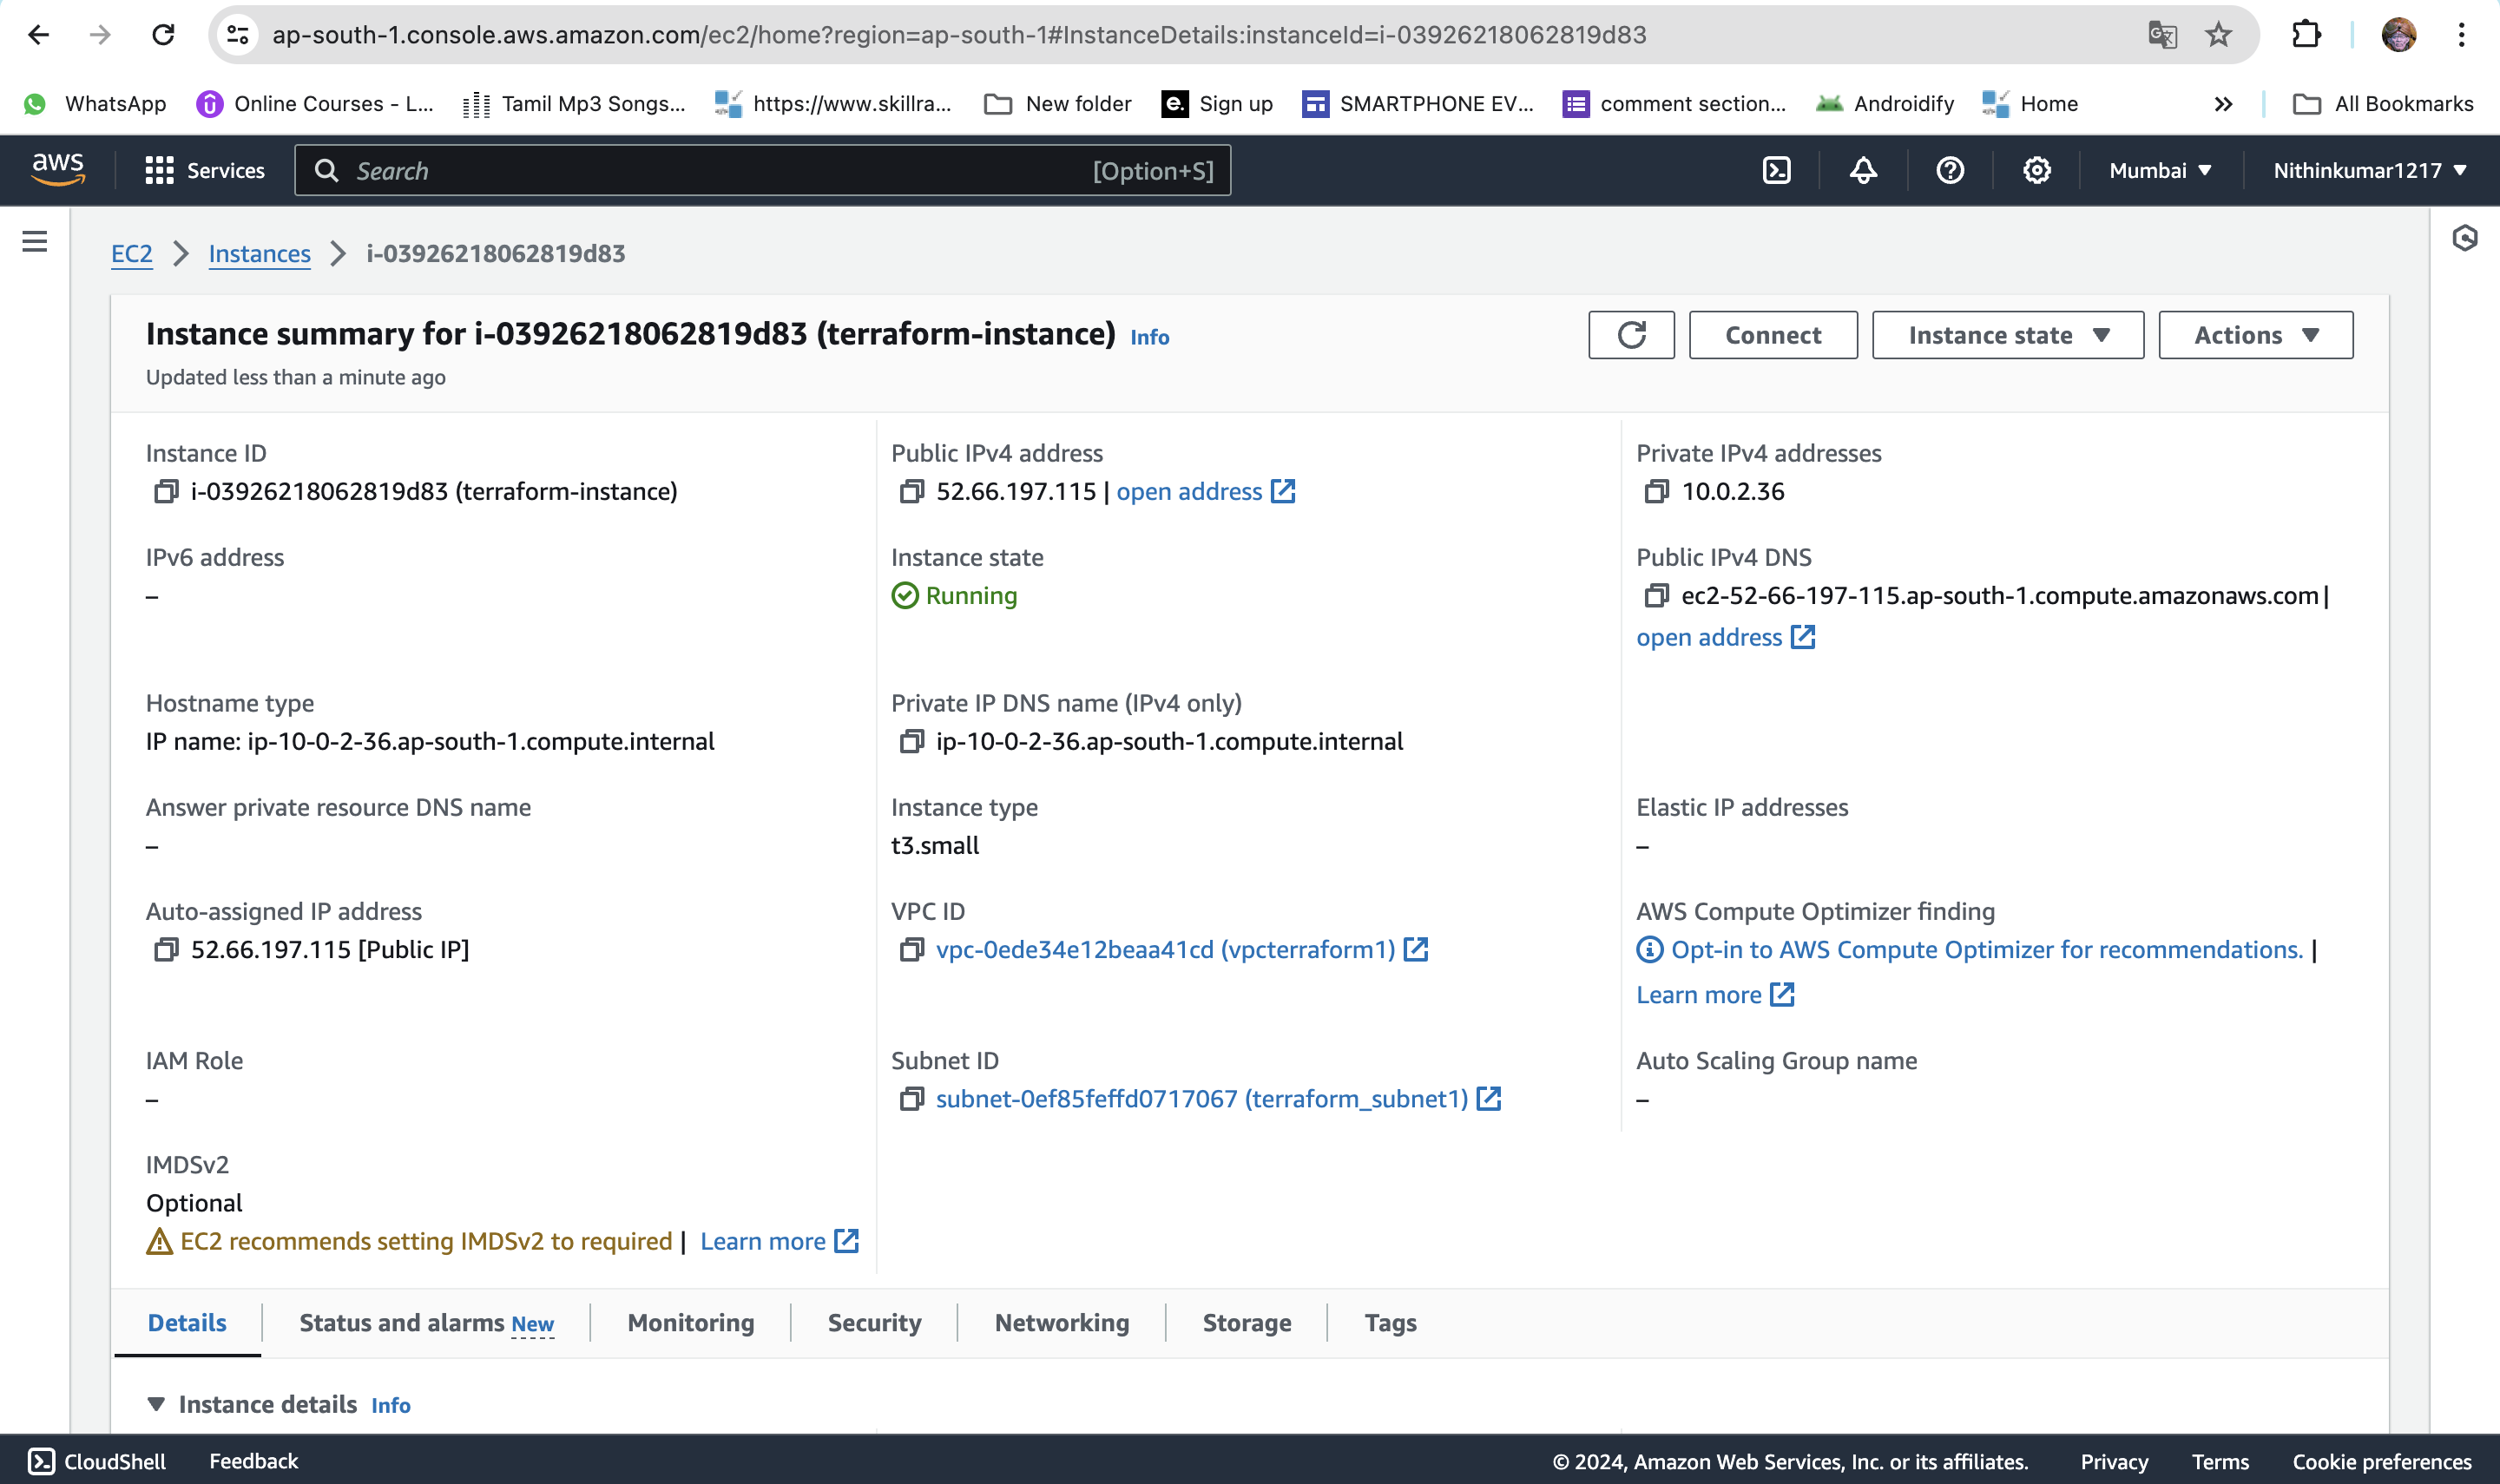 ap-south-1.console.aws.amazon.com/ec2/home?region=ap-south-1#InstanceDetails:instanceId=i-03926218062819d83
WhatsApp Online Courses - L... Tamil Mp3 Songs... https://www.skillra... New folder e. Sign up SMARTPHONE EV... comment section... Androidify Home » All Bookmarks
aws Services Search [Option+S] Mumbai Nithinkumar1217
EC2 Instances i-03926218062819d83
Instance summary for i-03926218062819d83 (terraform-instance) Info
Connect Instance state Actions
Updated less than a minute ago
Instance ID
i-03926218062819d83 (terraform-instance)
Public IPv4 address
52.66.197.115 | open address
Private IPv4 addresses
10.0.2.36
IPv6 address
–
Instance state
Running
Public IPv4 DNS
ec2-52-66-197-115.ap-south-1.compute.amazonaws.com |
open address
Hostname type
IP name: ip-10-0-2-36.ap-south-1.compute.internal
Private IP DNS name (IPv4 only)
ip-10-0-2-36.ap-south-1.compute.internal
Answer private resource DNS name
–
Instance type
t3.small
Elastic IP addresses
–
Auto-assigned IP address
52.66.197.115 [Public IP]
VPC ID
vpc-0ede34e12beaa41cd (vpcterraform1)
AWS Compute Optimizer finding
Opt-in to AWS Compute Optimizer for recommendations. |
Learn more
IAM Role
–
Subnet ID
subnet-0ef85feffd0717067 (terraform_subnet1)
Auto Scaling Group name
–
IMDSv2
Optional
EC2 recommends setting IMDSv2 to required | Learn more
Details Status and alarms New Monitoring Security Networking Storage Tags
Instance details Info
CloudShell Feedback © 2024, Amazon Web Services, Inc. or its affiliates. Privacy Terms Cookie preferences